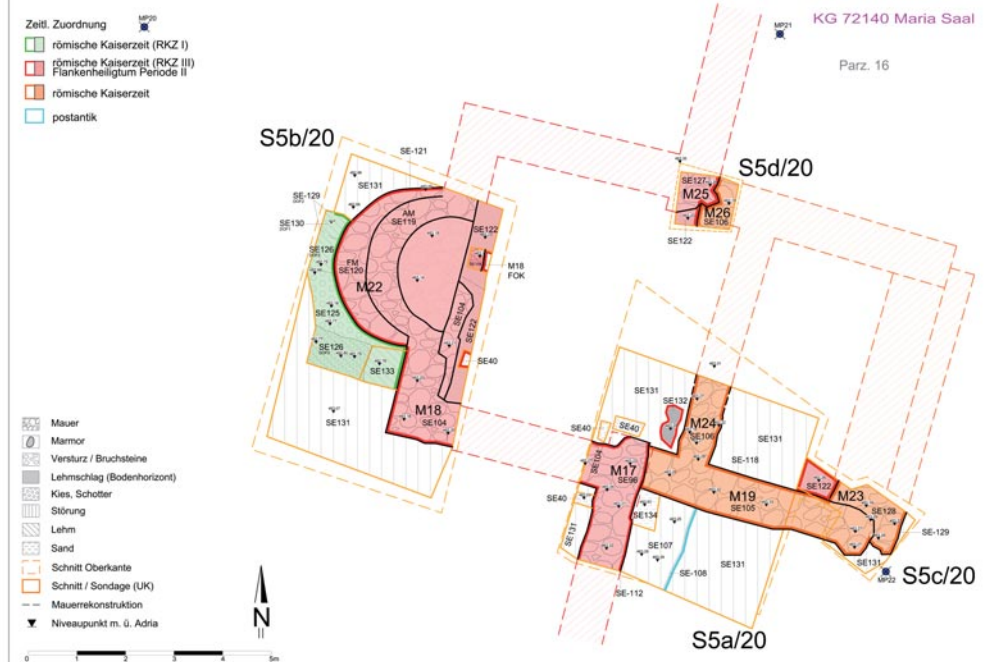 Zeitl. Zuordnung
MP20
römische Kaiserzeit (RKZ I)
römische Kaiserzeit (RKZ III)
Flankenheiligtum Periode II
römische Kaiserzeit
postantik
MP21
KG 72140 Maria Saal
Parz. 16
S5b/20
SE-121
SE131
SE-129
SE130
AM
SE119
SE126
FM
SE120
M22
SE125
SE126
SE133
SE122
M18
FOK
SE104
SE122
SE40
M18
SE104
SE131
S5d/20
SE127
M25
M26
SE106
SE122
SE131
SE132
SE40
SE40
M24
SE106
SE131
SE-118
SE104
M17
SE98
M19
SE105
SE122
M23
SE128
SE-129
SE40
SE134
SE131
SE107
SE-108
SE131
SE131
MP22
S5c/20
SE-112
S5a/20
Mauer
Marmor
Versturz / Bruchsteine
Lehmschlag (Bodenhorizont)
Kies, Schotter
Störung
Lehm
Sand
Schnitt Oberkante
Schnitt / Sondage (UK)
Mauerrekonstruktion
Niveaupunkt m. ü. Adria
N
0 1 2 3 4 5m